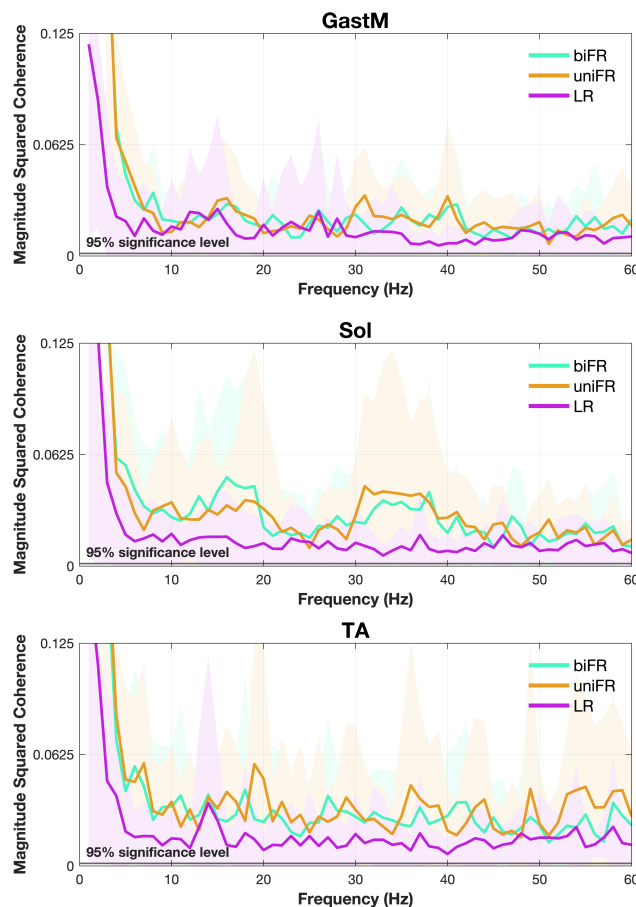 GastM
Magnitude Squared Coherence
0.125
0.0625
0
biFR
uniFR
LR
95% significance level
0 10 20 30 40 50 60
Frequency (Hz)
Sol
Magnitude Squared Coherence
0.125
0.0625
0
biFR
uniFR
LR
95% significance level
0 10 20 30 40 50 60
Frequency (Hz)
TA
Magnitude Squared Coherence
0.125
0.0625
0
biFR
uniFR
LR
95% significance level
0 10 20 30 40 50 60
Frequency (Hz)